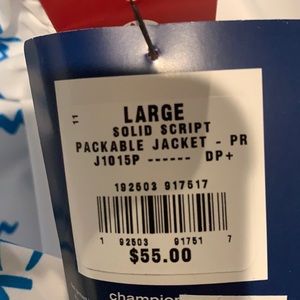 11
LARGE
SOLID SCRIPT
PACKABLE JACKET - PR
J1015P ------ DP+
192503 917517
1 92503 91751 7
$55.00
champion